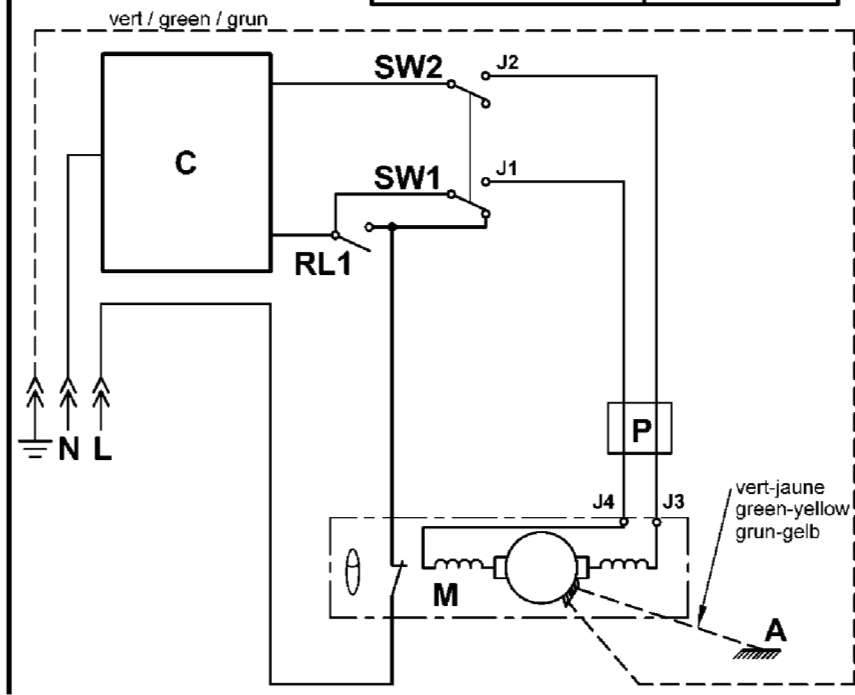 vert / green / grun
SW2
J2
C
SW1
J1
RL1
N L
P
J4 J3
vert-jaune
green-yellow
grun-gelb
M
A